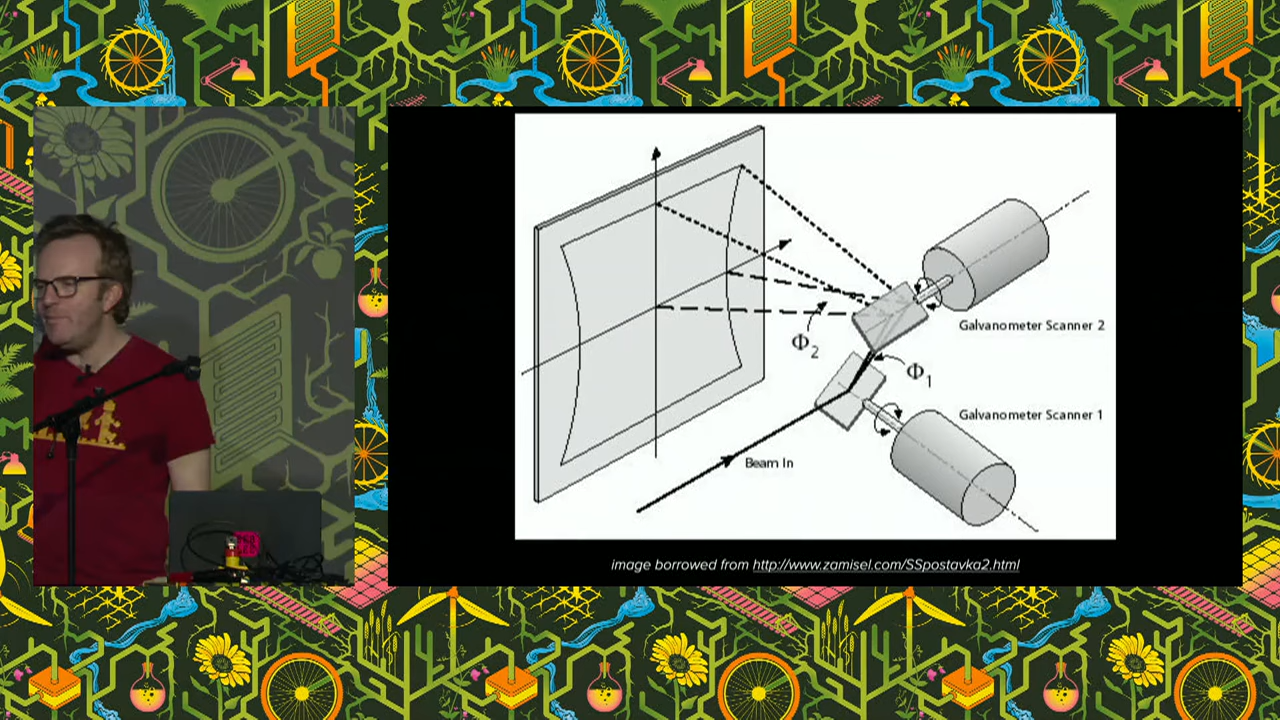 Φ2
Φ1
Galvanometer Scanner 2
Galvanometer Scanner 1
Beam In
image borrowed from http://www.zamisel.com/SSpostavka2.html